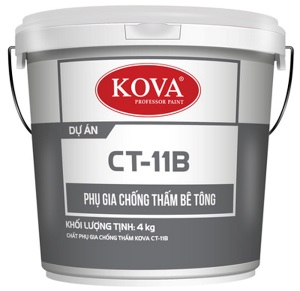 KOVA
PROFESSOR PAINT
DỰ ÁN
CT-11B
PHỤ GIA CHỐNG THẤM BÊ TÔNG
KHỐI LƯỢNG TỊNH: 4 kg
CHẤT PHỤ GIA CHỐNG THẤM KOVA CT-11B